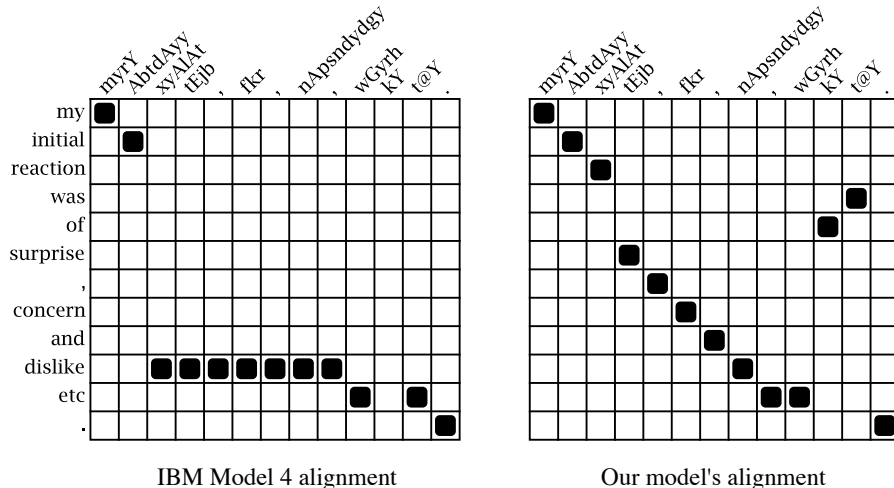 myrY AbtdAyy xyAlAt tEjb , fkr , nApsndydgy , wGyrh kY t@Y .
myrY AbtdAyy xyAlAt tEjb , fkr , nApsndydgy , wGyrh kY t@Y .
my
initial
reaction
was
of
surprise
,
concern
and
dislike
etc
.
IBM Model 4 alignment
Our model's alignment